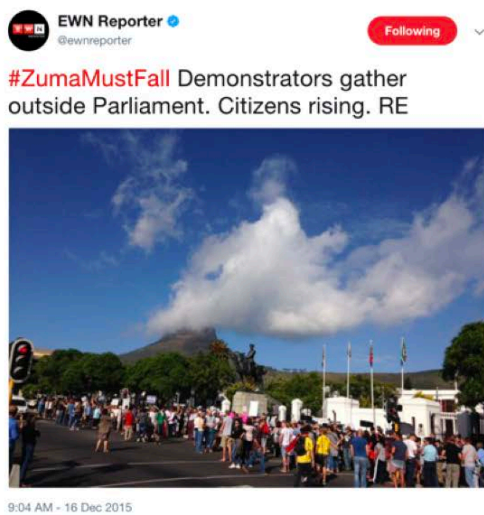 EWN Reporter
@ewnreporter
Following
#ZumaMustFall Demonstrators gather
outside Parliament. Citizens rising. RE
9:04 AM - 16 Dec 2015